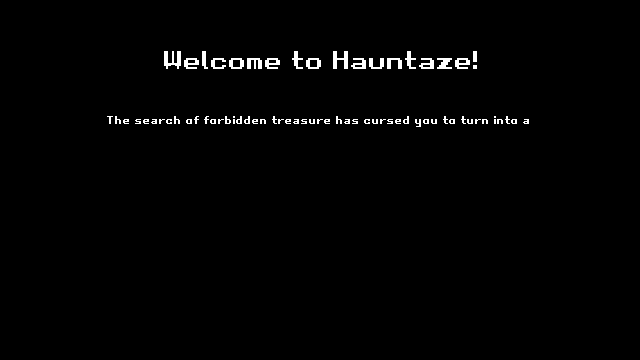 Welcome to Hauntaze!
The search of forbidden treasure has cursed you to turn into a